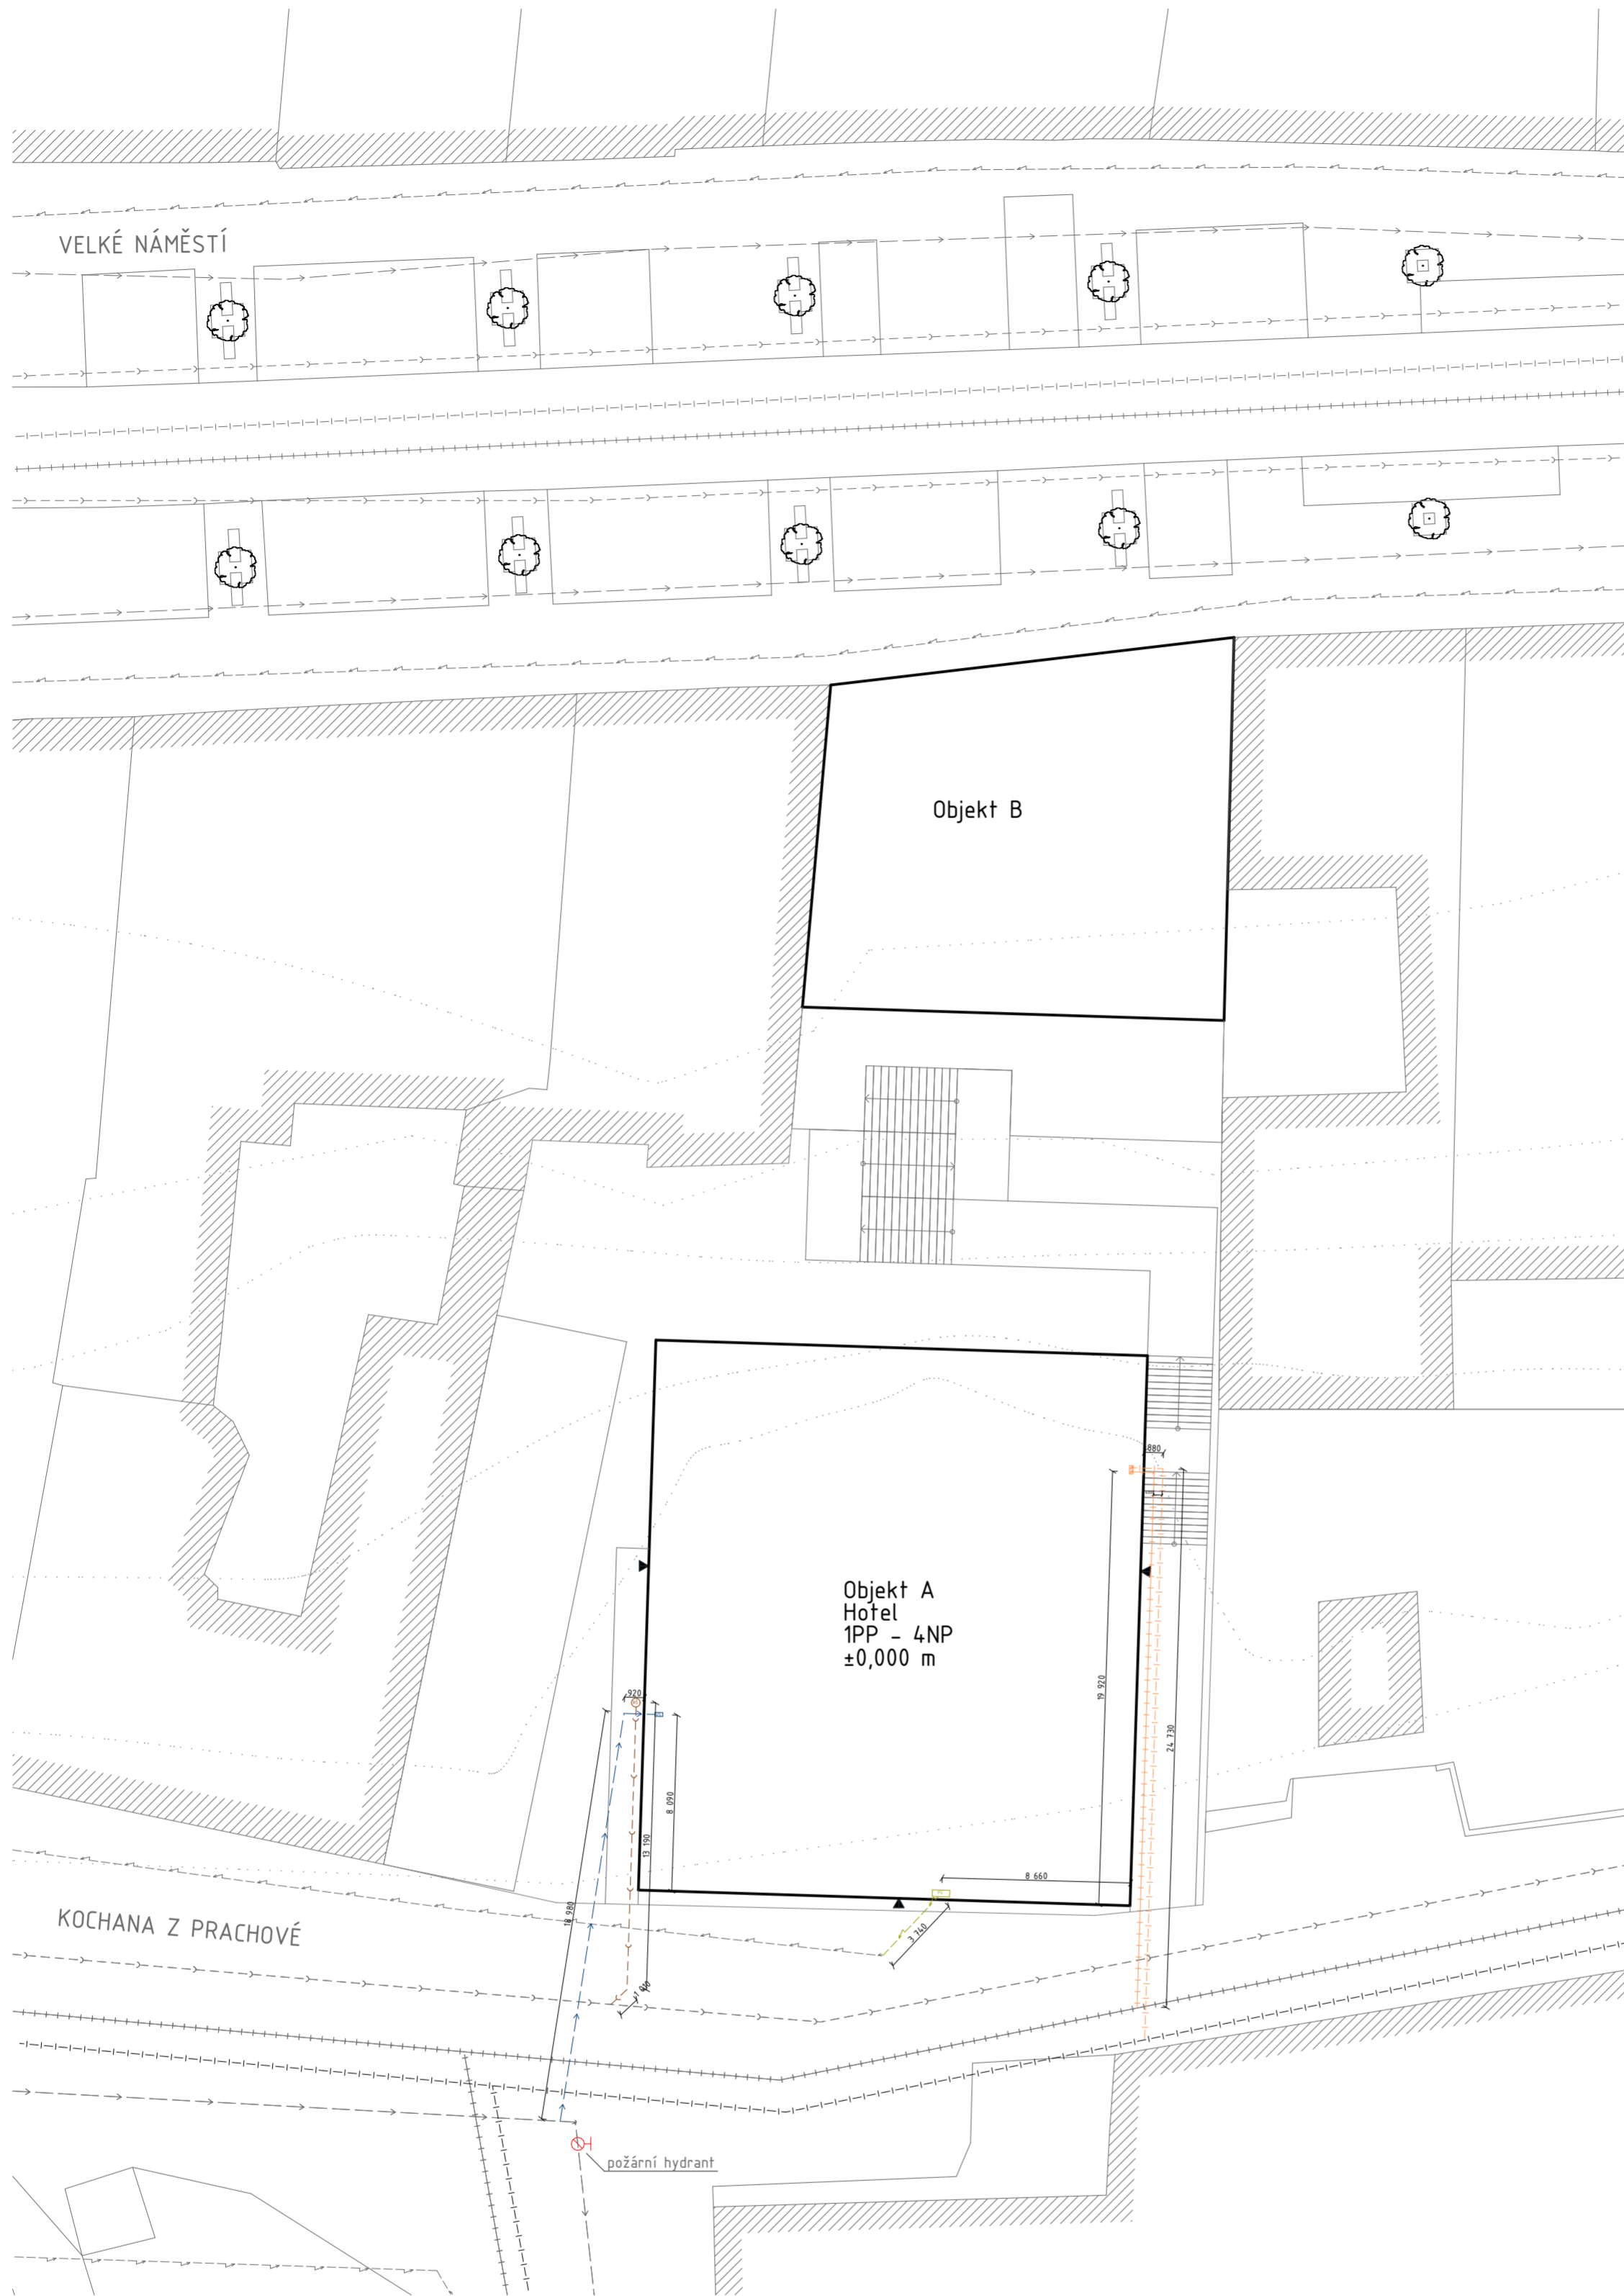 VELKÉ NÁMĚSTÍ
Objekt B
880
Objekt A
Hotel
1PP - 4NP
±0,000 m
19 920
24 730
920
8 090
13 190
8 660
18 980
3 740
KOCHANA Z PRACHOVÉ
požární hydrant